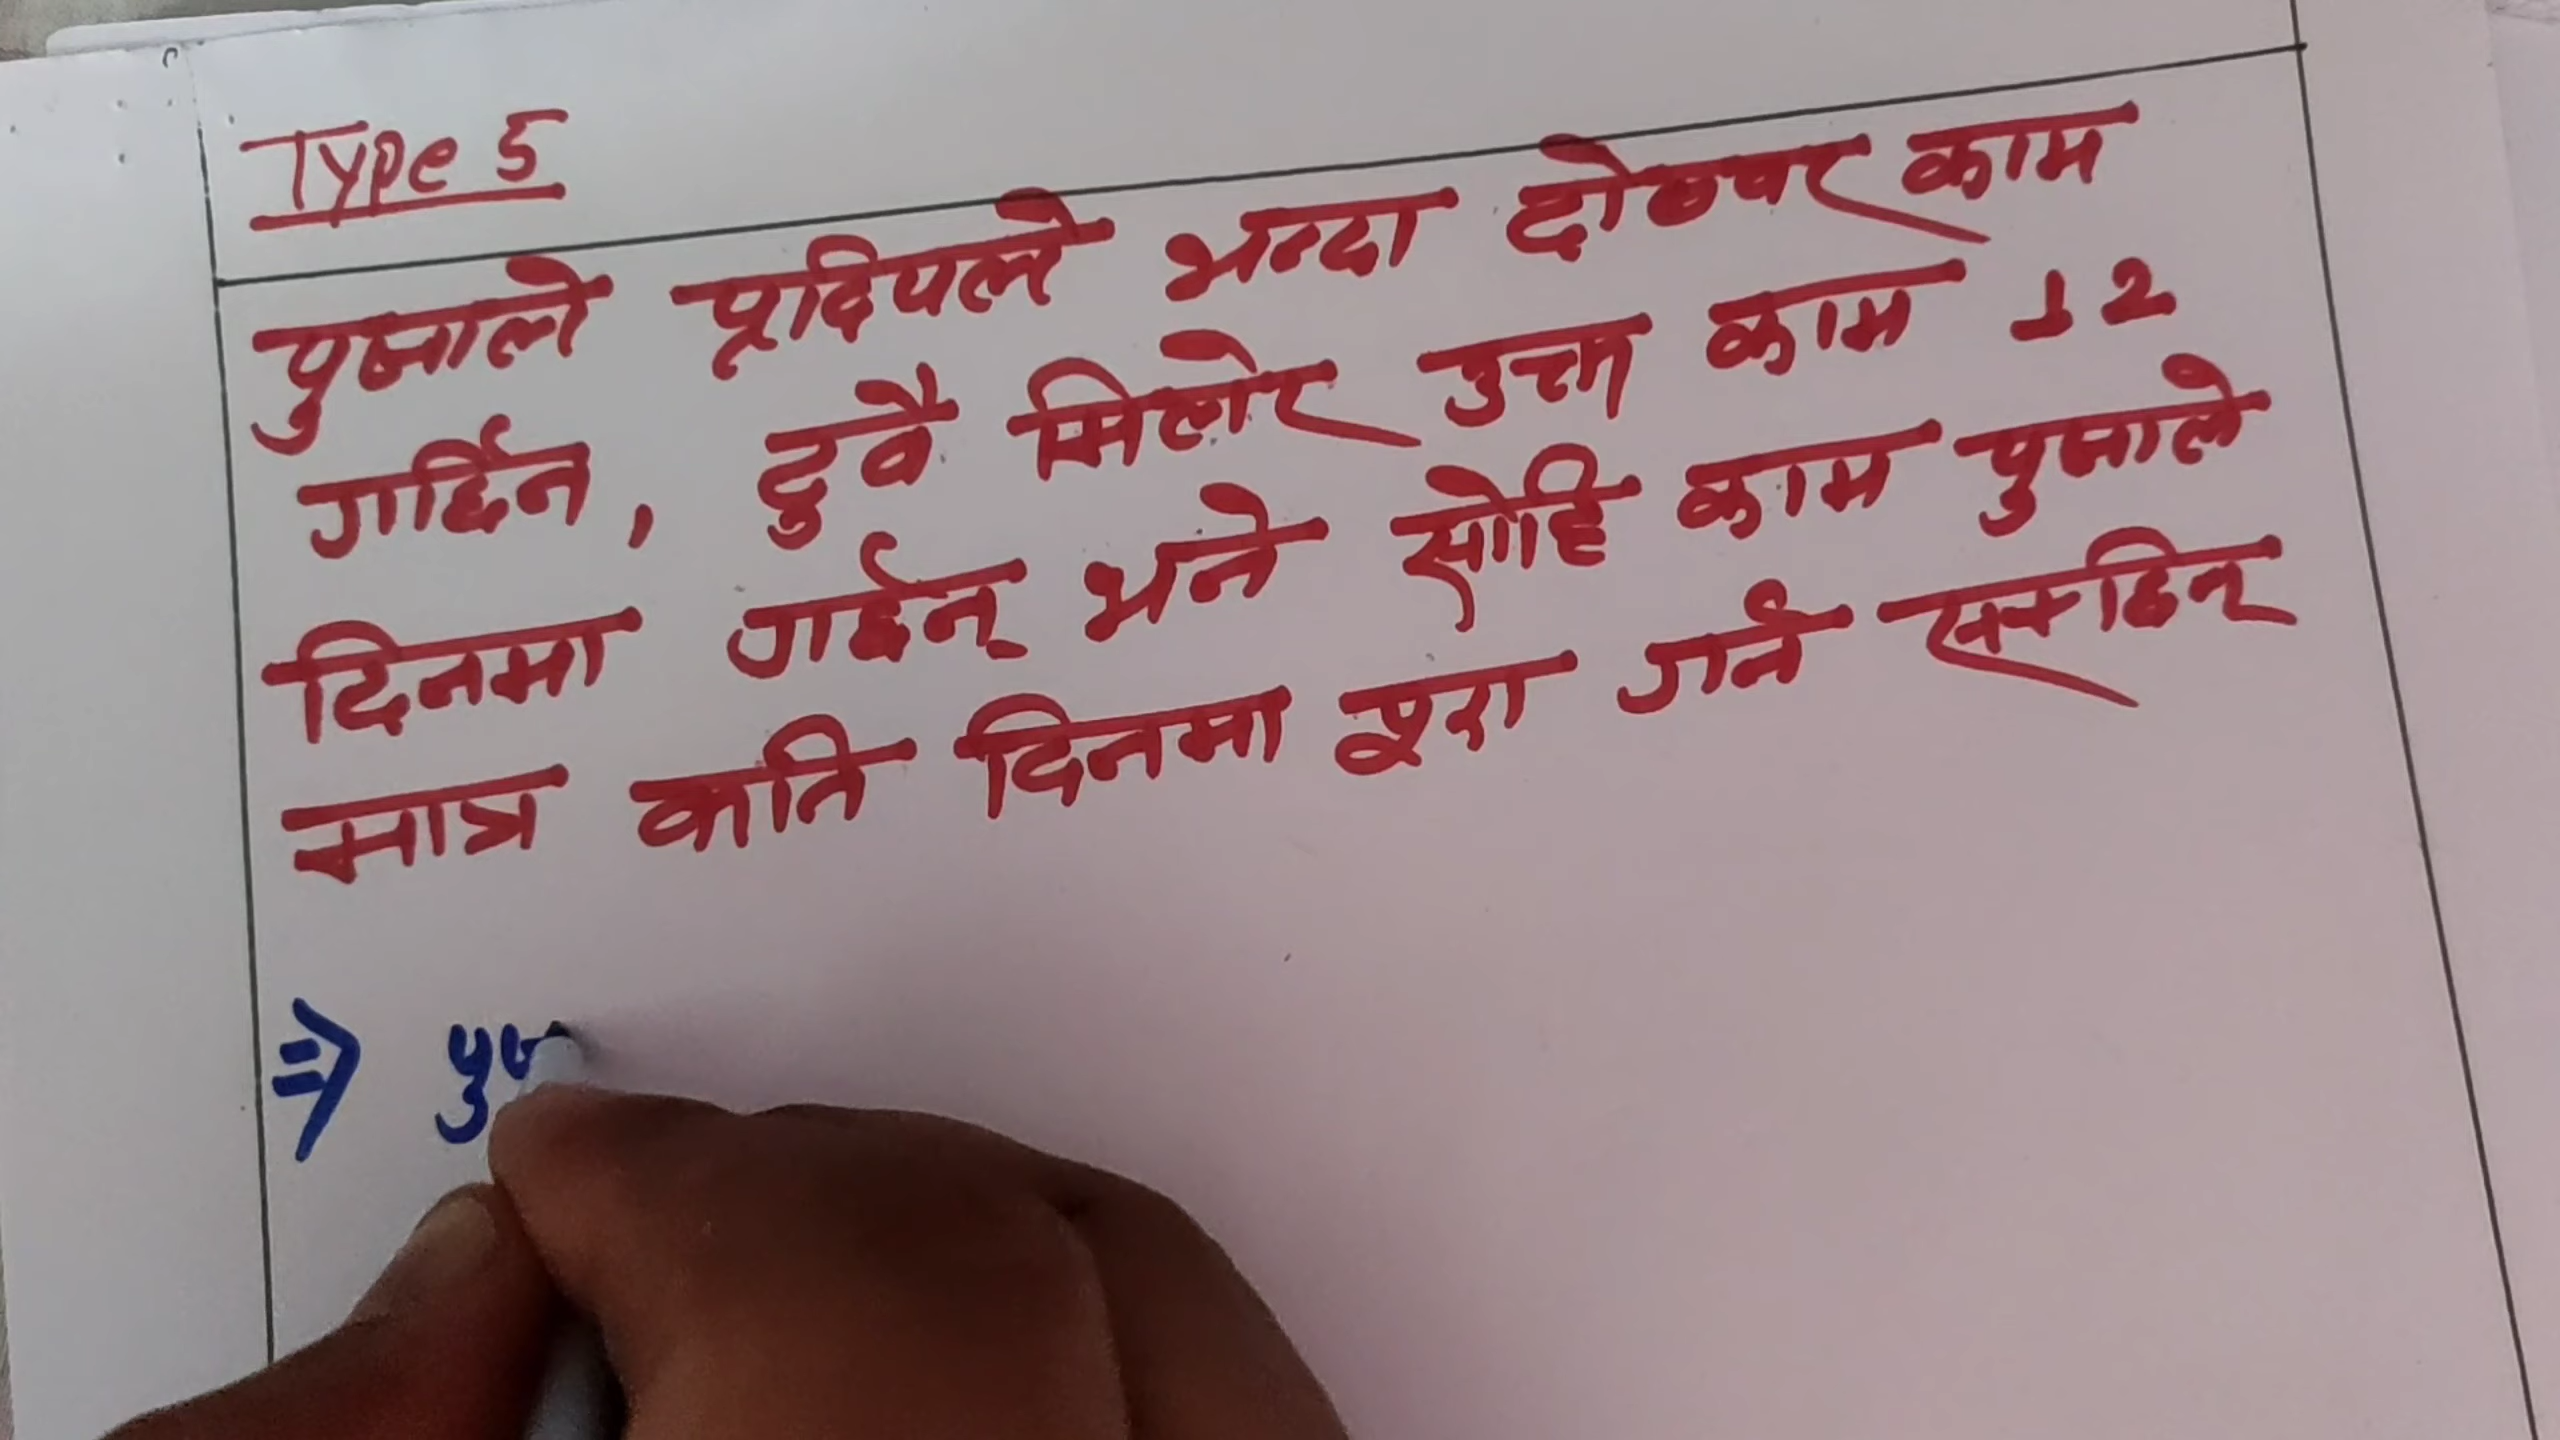 Type 5
पुजाले प्रदिपले भन्दा दोब्बर काम
गर्छिन, दुवै मिलेर उक्त काम 12
दिनमा गर्छन् भने सोहि काम पुजाले
मात्र कति दिनमा पूरा गर्न सक्छिन्
⇒ पुज